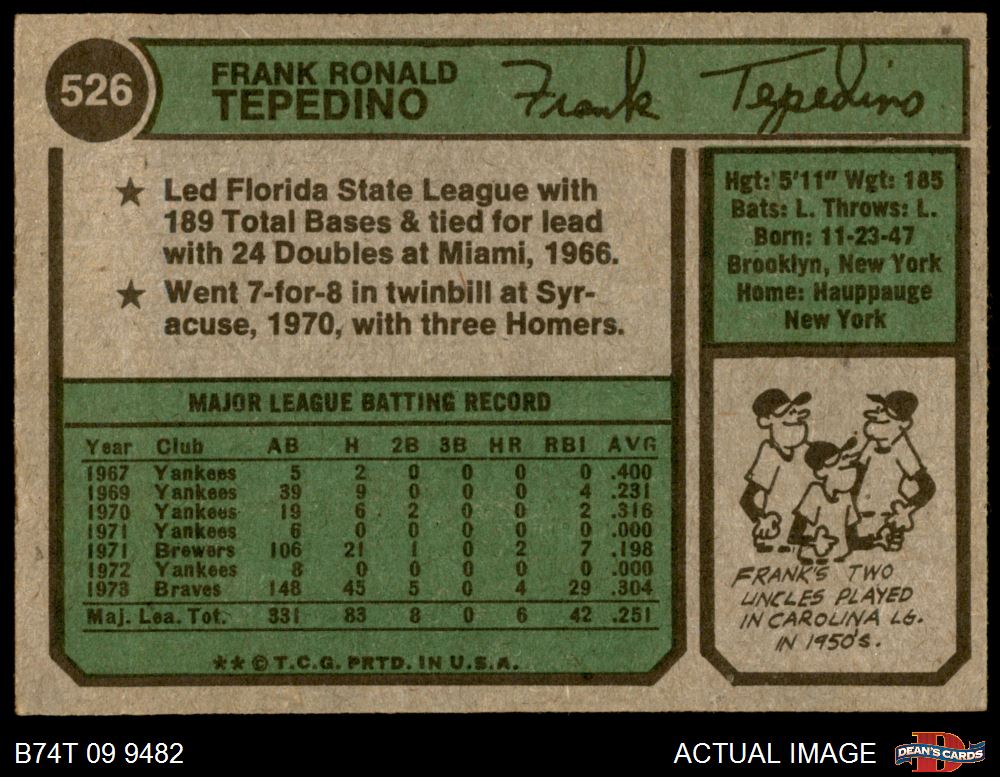 526
FRANK RONALD
TEPEDINO
Frank Tepedino
★ Led Florida State League with
189 Total Bases & tied for lead
with 24 Doubles at Miami, 1966.
★ Went 7-for-8 in twinbill at Syr-
acuse, 1970, with three Homers.
Hgt: 5'11" Wgt: 185
Bats: L. Throws: L.
Born: 11-23-47
Brooklyn, New York
Home: Hauppauge
New York
MAJOR LEAGUE BATTING RECORD
Year Club AB H 2B 3B HR RBI AVG
1967 Yankees 5 2 0 0 0 0 .400
1969 Yankees 39 9 0 0 0 4 .231
1970 Yankees 19 6 2 0 0 2 .316
1971 Yankees 6 0 0 0 0 0 .000
1971 Brewers 106 21 1 0 2 7 .198
1972 Yankees 8 0 0 0 0 0 .000
1973 Braves 148 45 5 0 4 29 .304
Maj. Lea. Tot. 331 83 8 0 6 42 .251
★★ © T.C.G. PRTD. IN U.S.A.
FRANK'S TWO
UNCLES PLAYED
IN CAROLINA LG.
IN 1950'S.
B74T 09 9482
ACTUAL IMAGE
D
DEAN'S CARDS